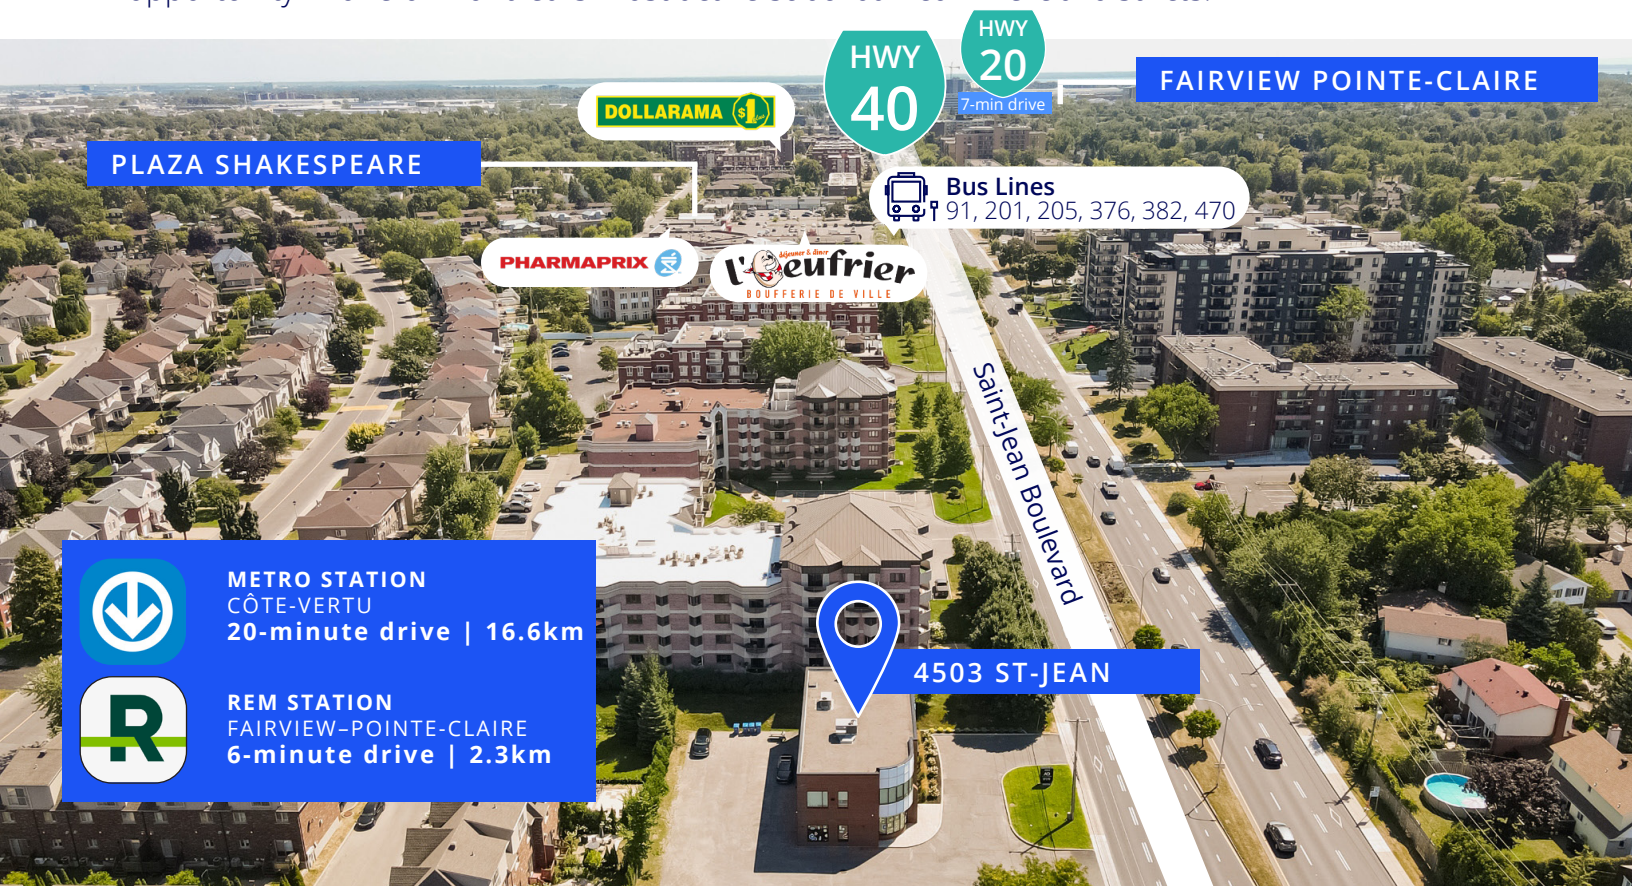 HWY
20
7-min drive
HWY
40
FAIRVIEW POINTE-CLAIRE
DOLLARAMA $1
PLAZA SHAKESPEARE
Bus Lines
91, 201, 205, 376, 382, 470
PHARMAPRIX
déjeuner & dîner
l'Oeufrier
BOUFFERIE DE VILLE
Saint-Jean Boulevard
METRO STATION
CÔTE-VERTU
20-minute drive | 16.6km
4503 ST-JEAN
R
REM STATION
FAIRVIEW–POINTE-CLAIRE
6-minute drive | 2.3km